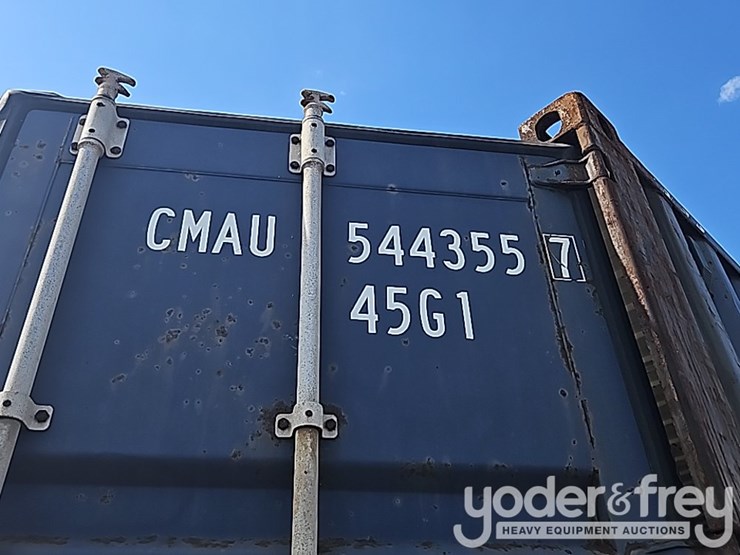 CMAU 544355 7
45G1
yoder&frey
HEAVY EQUIPMENT AUCTIONS